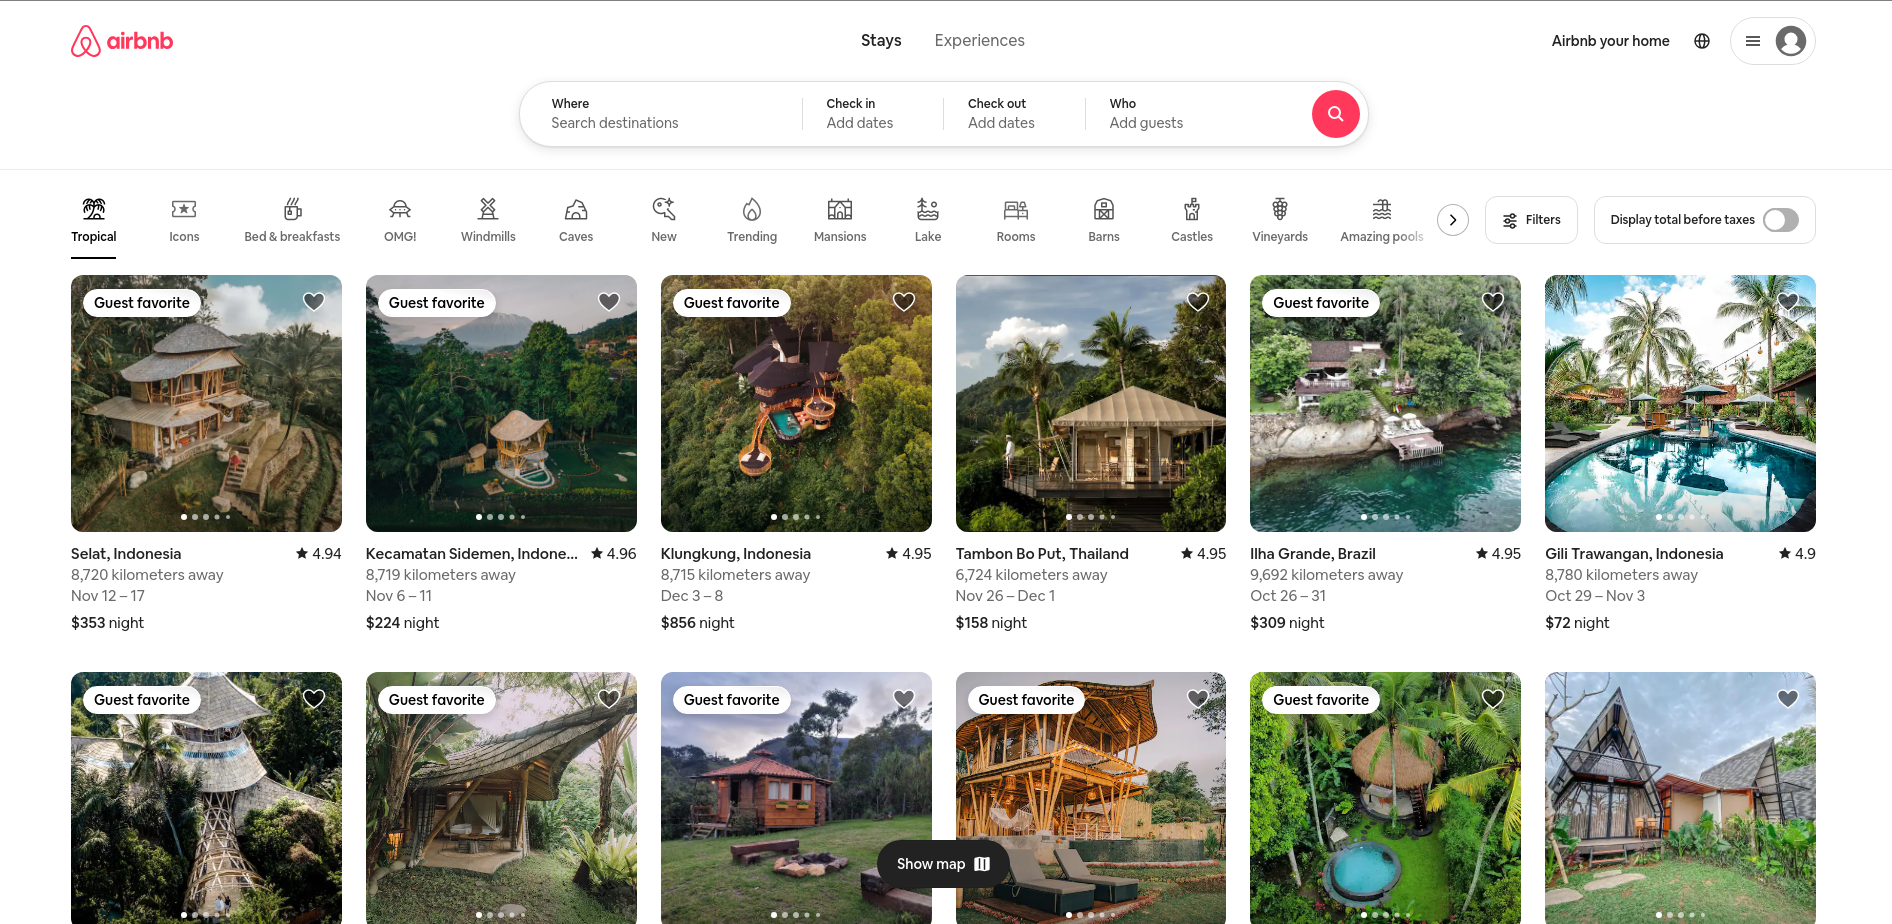 airbnb
Stays
Experiences
Airbnb your home
Where
Search destinations
Check in
Add dates
Check out
Add dates
Who
Add guests
Tropical
Icons
Bed & breakfasts
OMG!
Windmills
Caves
New
Trending
Mansions
Lake
Rooms
Barns
Castles
Vineyards
Amazing pools
Filters
Display total before taxes
Guest favorite
Guest favorite
Guest favorite
Guest favorite
Selat, Indonesia
4.94
8,720 kilometers away
Nov 12 – 17
$353 night
Kecamatan Sidemen, Indone...
4.96
8,719 kilometers away
Nov 6 – 11
$224 night
Klungkung, Indonesia
4.95
8,715 kilometers away
Dec 3 – 8
$856 night
Tambon Bo Put, Thailand
4.95
6,724 kilometers away
Nov 26 – Dec 1
$158 night
Ilha Grande, Brazil
4.95
9,692 kilometers away
Oct 26 – 31
$309 night
Gili Trawangan, Indonesia
4.9
8,780 kilometers away
Oct 29 – Nov 3
$72 night
Guest favorite
Guest favorite
Guest favorite
Guest favorite
Guest favorite
Show map